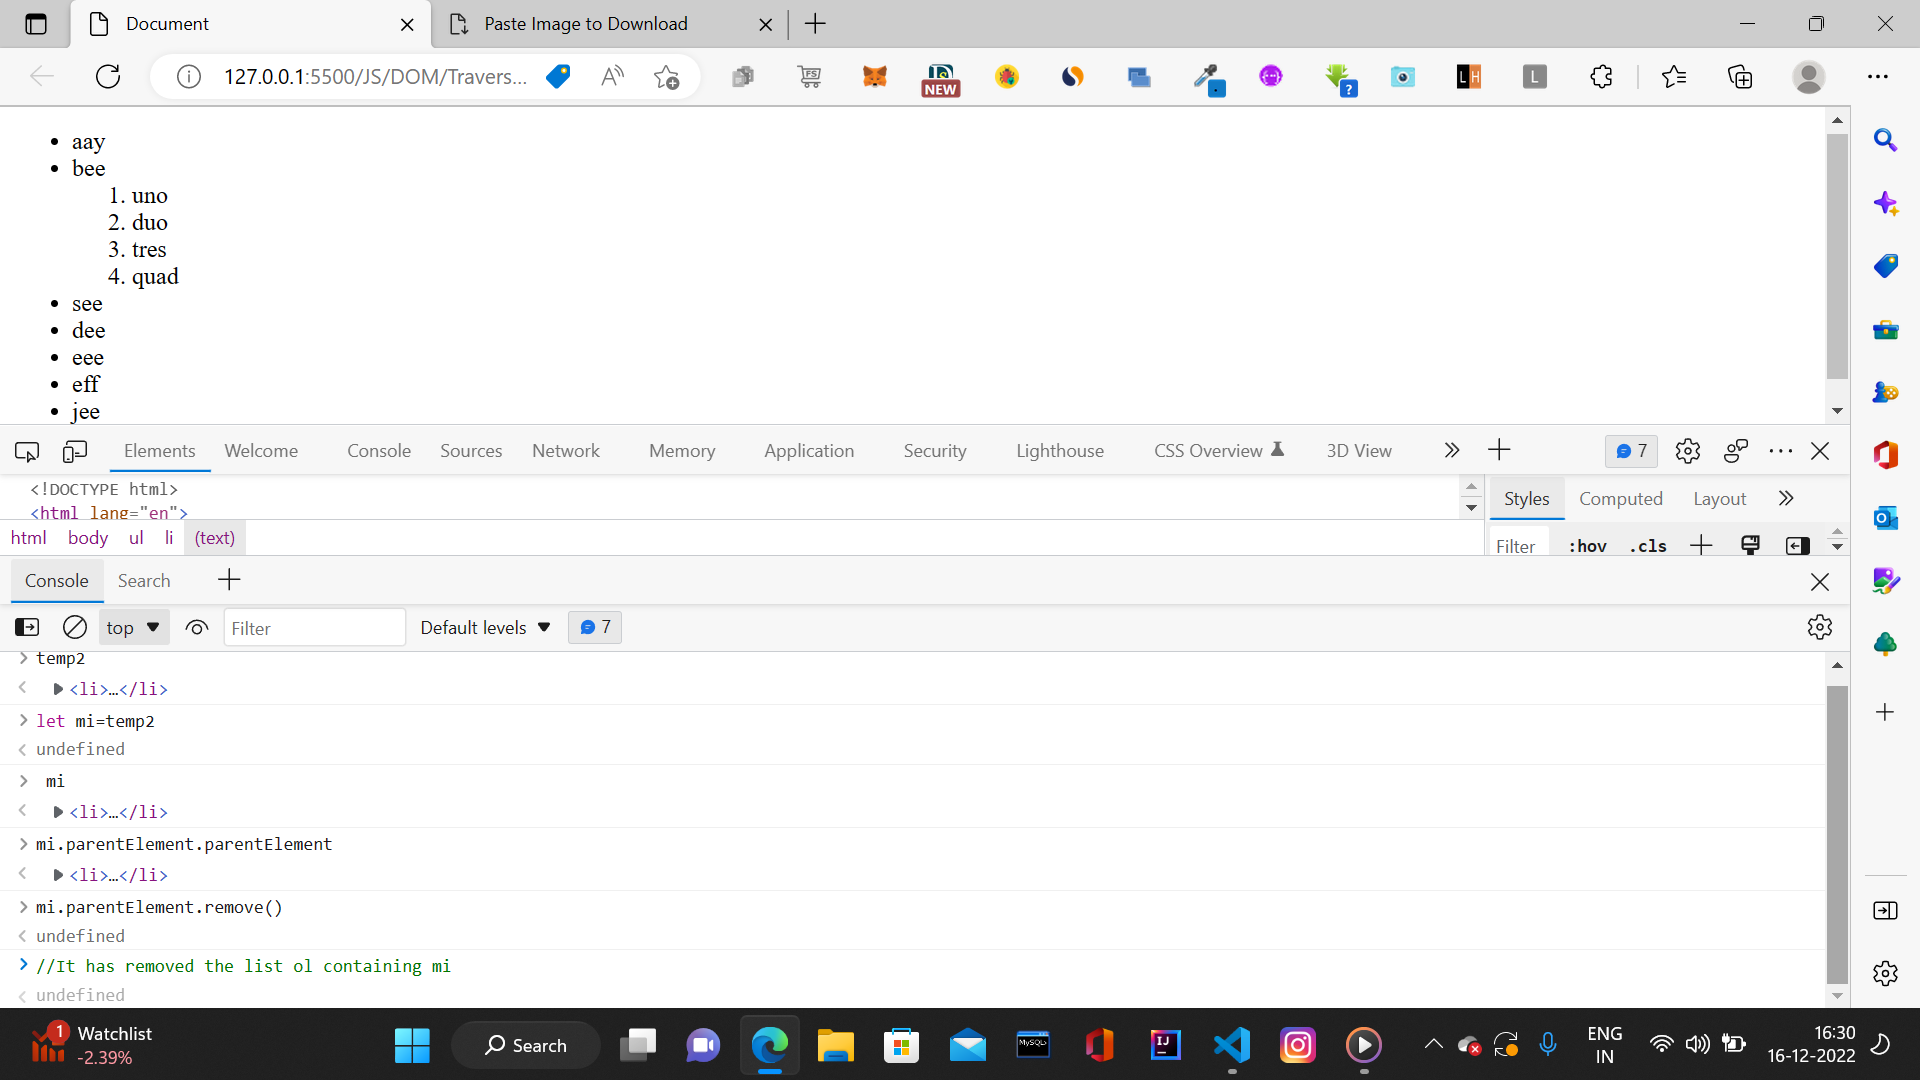 Document
Paste Image to Download
127.0.0.1:5500/JS/DOM/Travers...
A
FS
NEW
?
LH
L
• aay
• bee
1. uno
2. duo
3. tres
4. quad
• see
• dee
• eee
• eff
• jee
Elements Welcome Console Sources Network Memory Application Security Lighthouse CSS Overview 3D View 7
<!DOCTYPE html>
<html lang="en">
html body ul li (text)
Styles Computed Layout
Filter :hov .cls
Console Search
top Filter Default levels 7
temp2
<li>…</li>
let mi=temp2
undefined
mi
<li>…</li>
mi.parentElement.parentElement
<li>…</li>
mi.parentElement.remove()
undefined
//It has removed the list ol containing mi
undefined
1
Watchlist
-2.39%
Search
MySQL
IJ
ENG
IN
16:30
16-12-2022